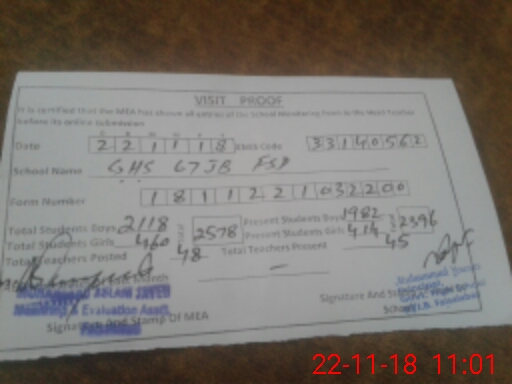 VISIT PROOF
It is certified that the MEA has shown all entries of the School Monitoring Form to the Head Teacher
before its online submission
Date 2 2 1 1 1 8 EMIS Code 3 3 1 4 0 5 6 2
School Name GHS 67 JB FSD
Form Number 1 8 1 1 2 2 1 0 3 2 2 0 0
Total Students Boys 2118 Total 2578 Present Students Boys 1982 2396
Total Students Girls 460 Present Students Girls 414
Total Teachers Posted 48 Total Teachers Present 45
Monitoring & Evaluation Asstt.
Faisalabad
Signature And Stamp Of MEA
Signature And Stamp
School
22-11-18 11:01